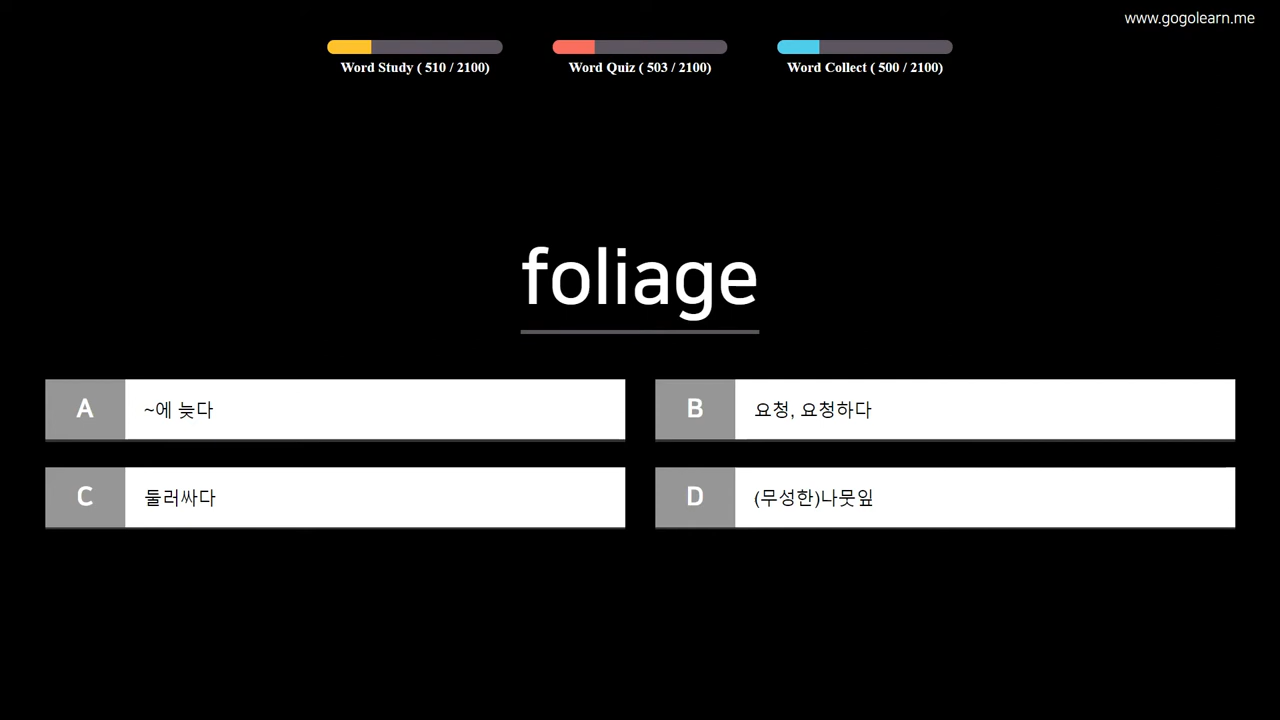 www.gogolearn.me
Word Study ( 510 / 2100)
Word Quiz ( 503 / 2100)
Word Collect ( 500 / 2100)
foliage
A ~에 늦다
B 요청, 요청하다
C 둘러싸다
D (무성한)나뭇잎